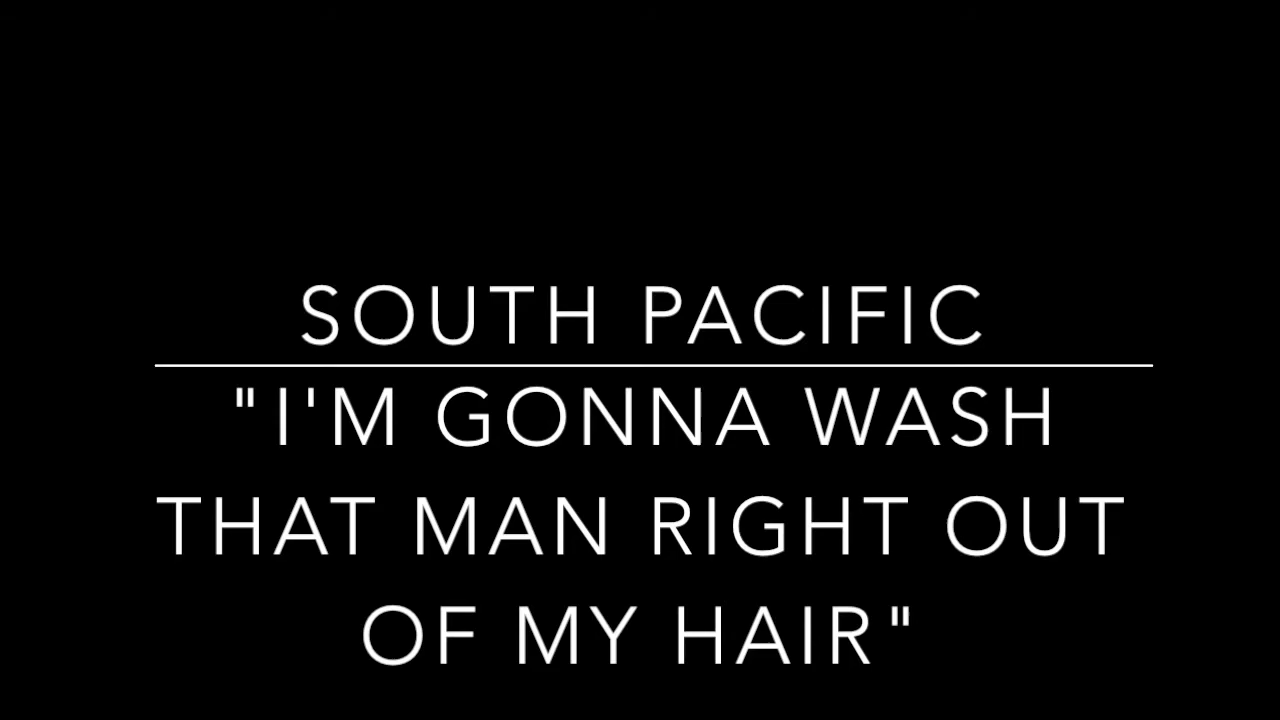 SOUTH PACIFIC
"I'M GONNA WASH
THAT MAN RIGHT OUT
OF MY HAIR"